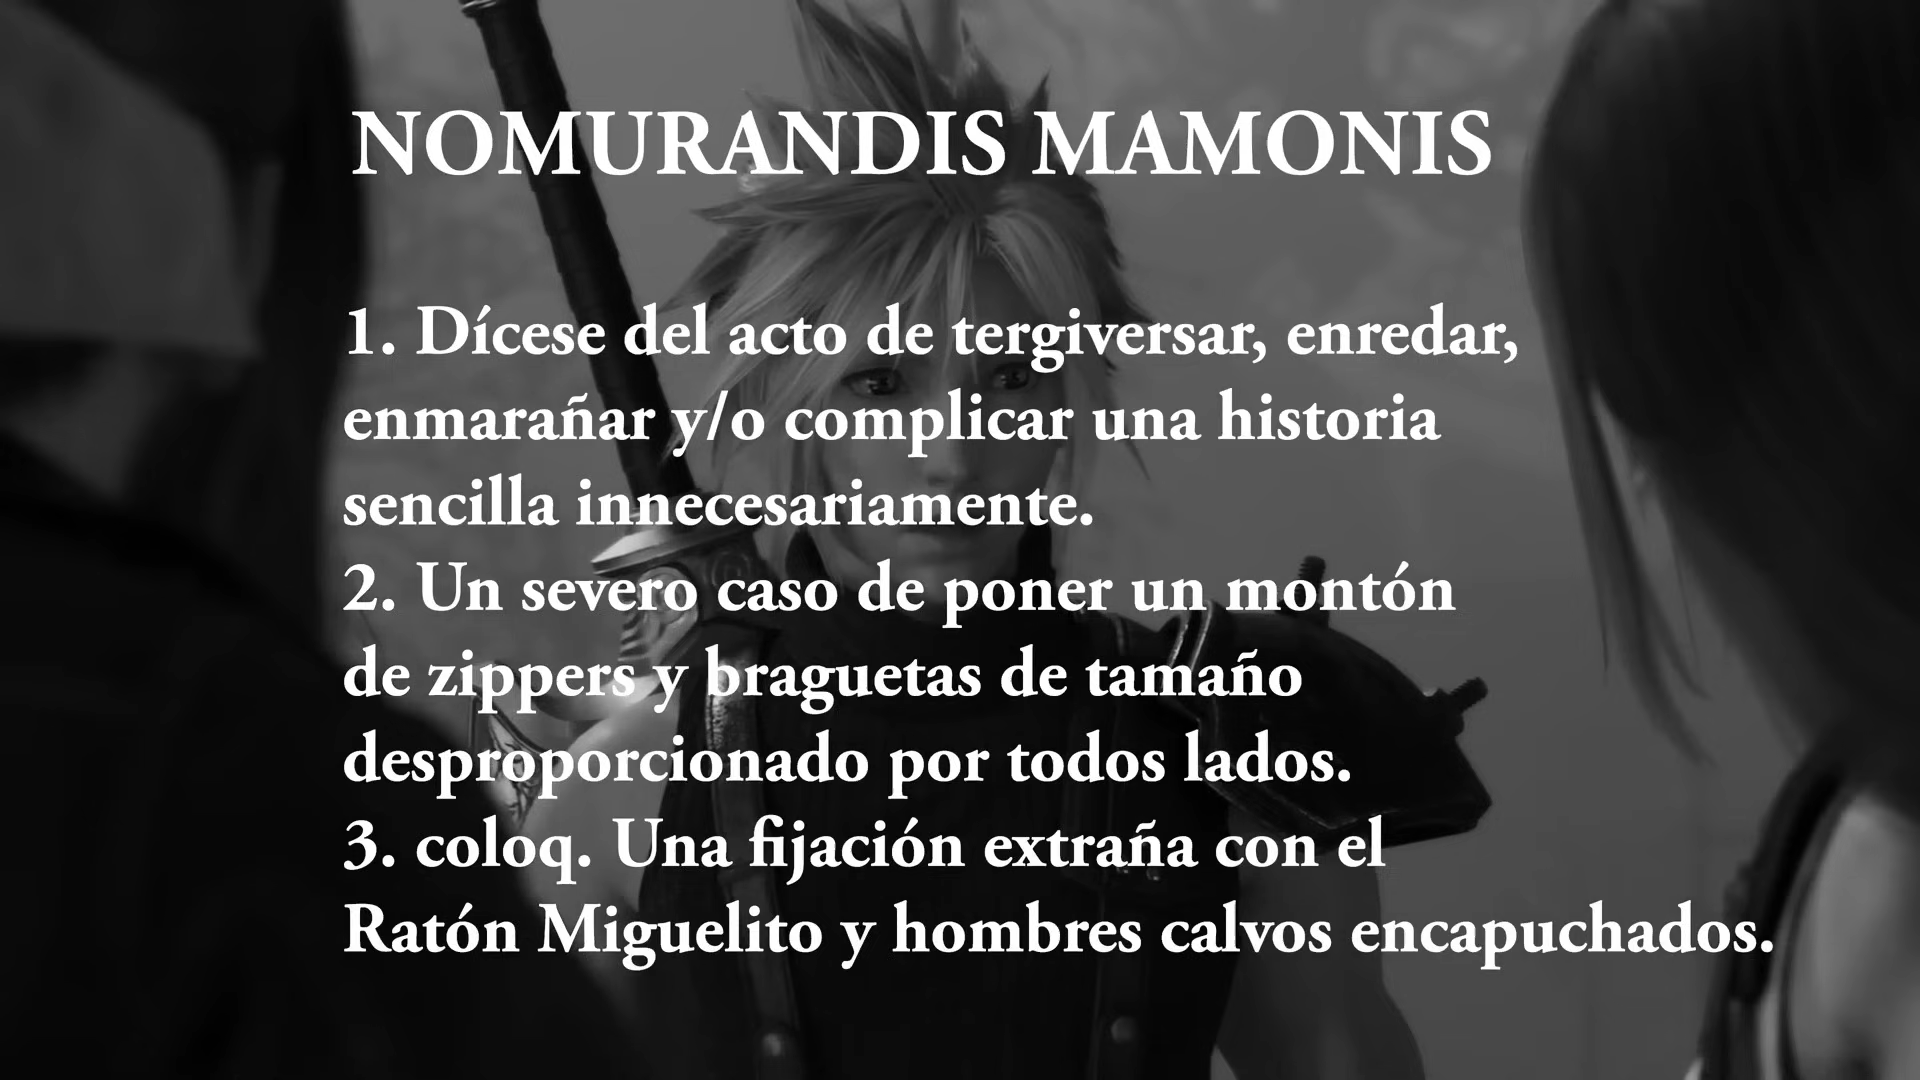 NOMURANDIS MAMONIS
1. Dícese del acto de tergiversar, enredar,
enmarañar y/o complicar una historia
sencilla innecesariamente.
2. Un severo caso de poner un montón
de zippers y braguetas de tamaño
desproporcionado por todos lados.
3. coloq. Una fijación extraña con el
Ratón Miguelito y hombres calvos encapuchados.